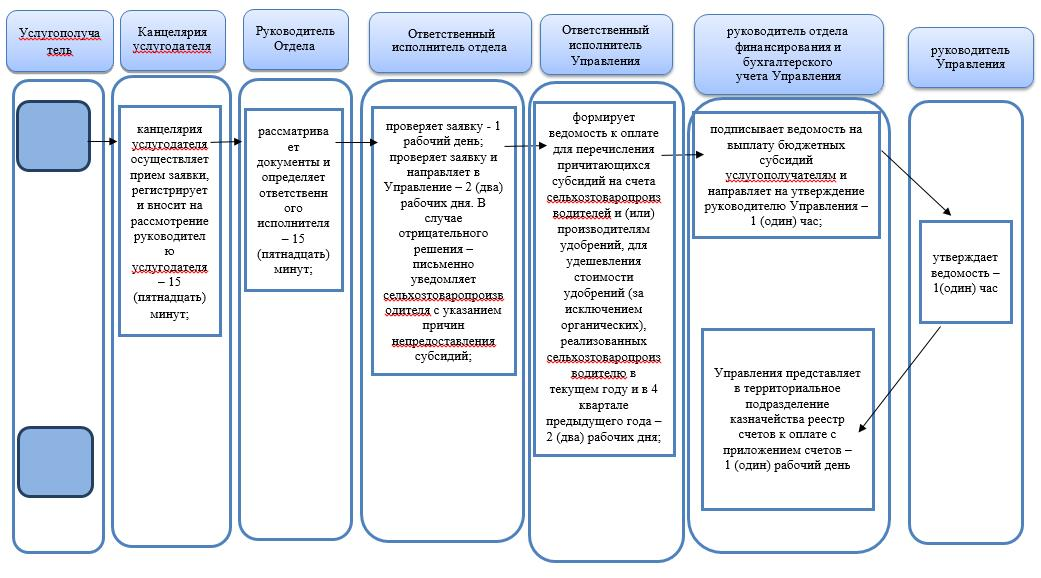 Услугополуча
тель
Канцелярия
услугодателя
Руководитель
Отдела
Ответственный
исполнитель отдела
Ответственный
исполнитель
Управления
руководитель отдела
финансирования и
бухгалтерского
учета Управления
руководитель
Управления
канцелярия
услугодателя
осуществляет
прием заявки,
регистрирует
и вносит на
рассмотрение
руководител
ю
услугодателя
– 15
(пятнадцать)
минут;
рассматрива
ет
документы и
определяет
ответственн
ого
исполнителя
– 15
(пятнадцать)
минут;
проверяет заявку - 1
рабочий день;
проверяет заявку и
направляет в
Управление – 2 (два)
рабочих дня. В
случае
отрицательного
решения –
письменно
уведомляет
сельхозтоваропроизв
одителя с указанием
причин
непредоставления
субсидий;
формирует
ведомость к оплате
для перечисления
причитающихся
субсидий на счета
сельхозтоваропроиз
водителей и (или)
производителям
удобрений, для
удешевления
стоимости
удобрений (за
исключением
органических),
реализованных
сельхозтоваропроиз
водителю в
текущем году и в 4
квартале
предыдущего года –
2 (два) рабочих дня;
подписывает ведомость на
выплату бюджетных
субсидий
услугополучателям и
направляет на утверждение
руководителю Управления –
1 (один) час;
утверждает
ведомость –
1(один) час
Управления представляет
в территориальное
подразделение
казначейства реестр
счетов к оплате с
приложением счетов –
1 (один) рабочий день